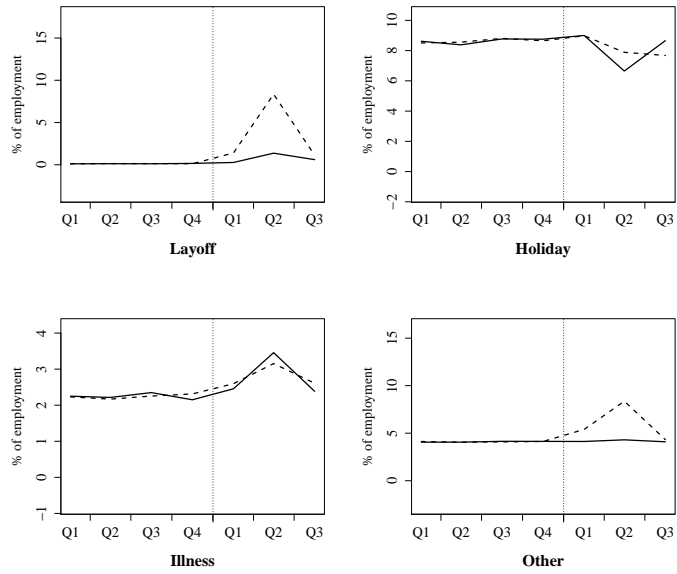 % of employment
15
10
5
0
Q1 Q2 Q3 Q4 Q1 Q2 Q3
Layoff
% of employment
10
8
6
4
2
0
−2
Q1 Q2 Q3 Q4 Q1 Q2 Q3
Holiday
% of employment
4
3
2
1
0
−1
Q1 Q2 Q3 Q4 Q1 Q2 Q3
Illness
% of employment
15
10
5
0
Q1 Q2 Q3 Q4 Q1 Q2 Q3
Other